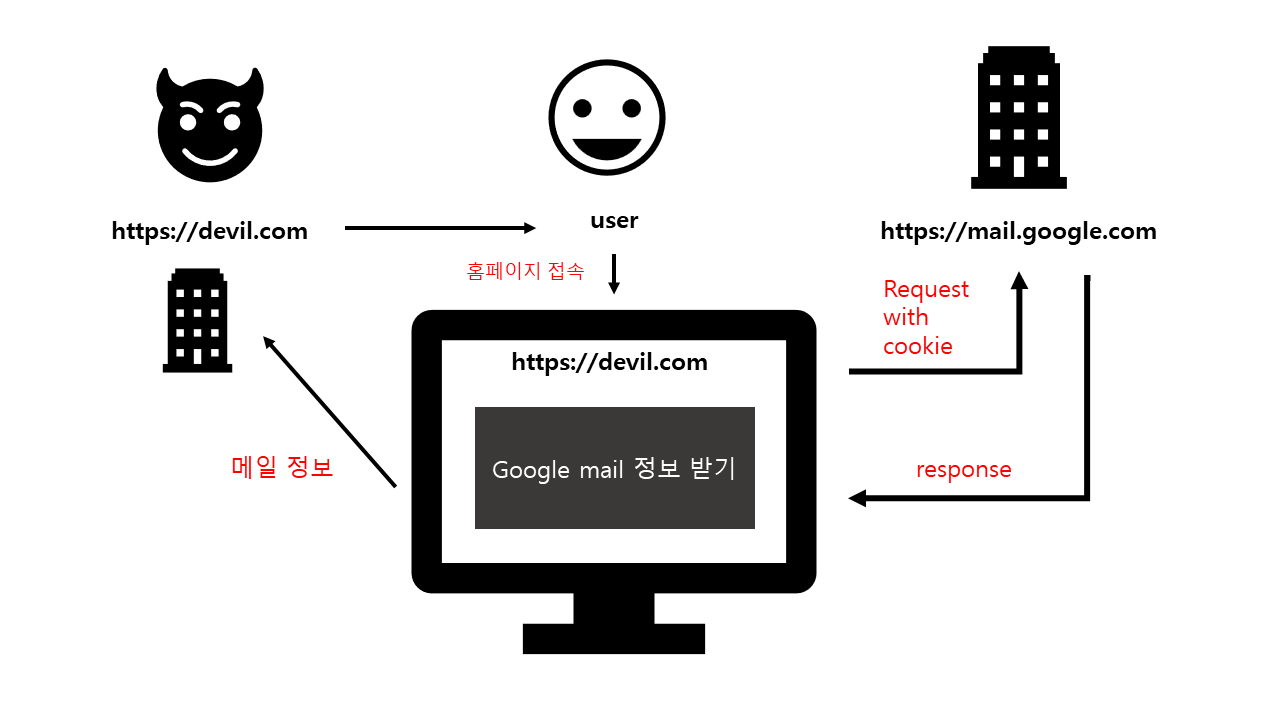 https://devil.com
user
https://mail.google.com
홈페이지 접속
Request
with
cookie
https://devil.com
Google mail 정보 받기
메일 정보
response